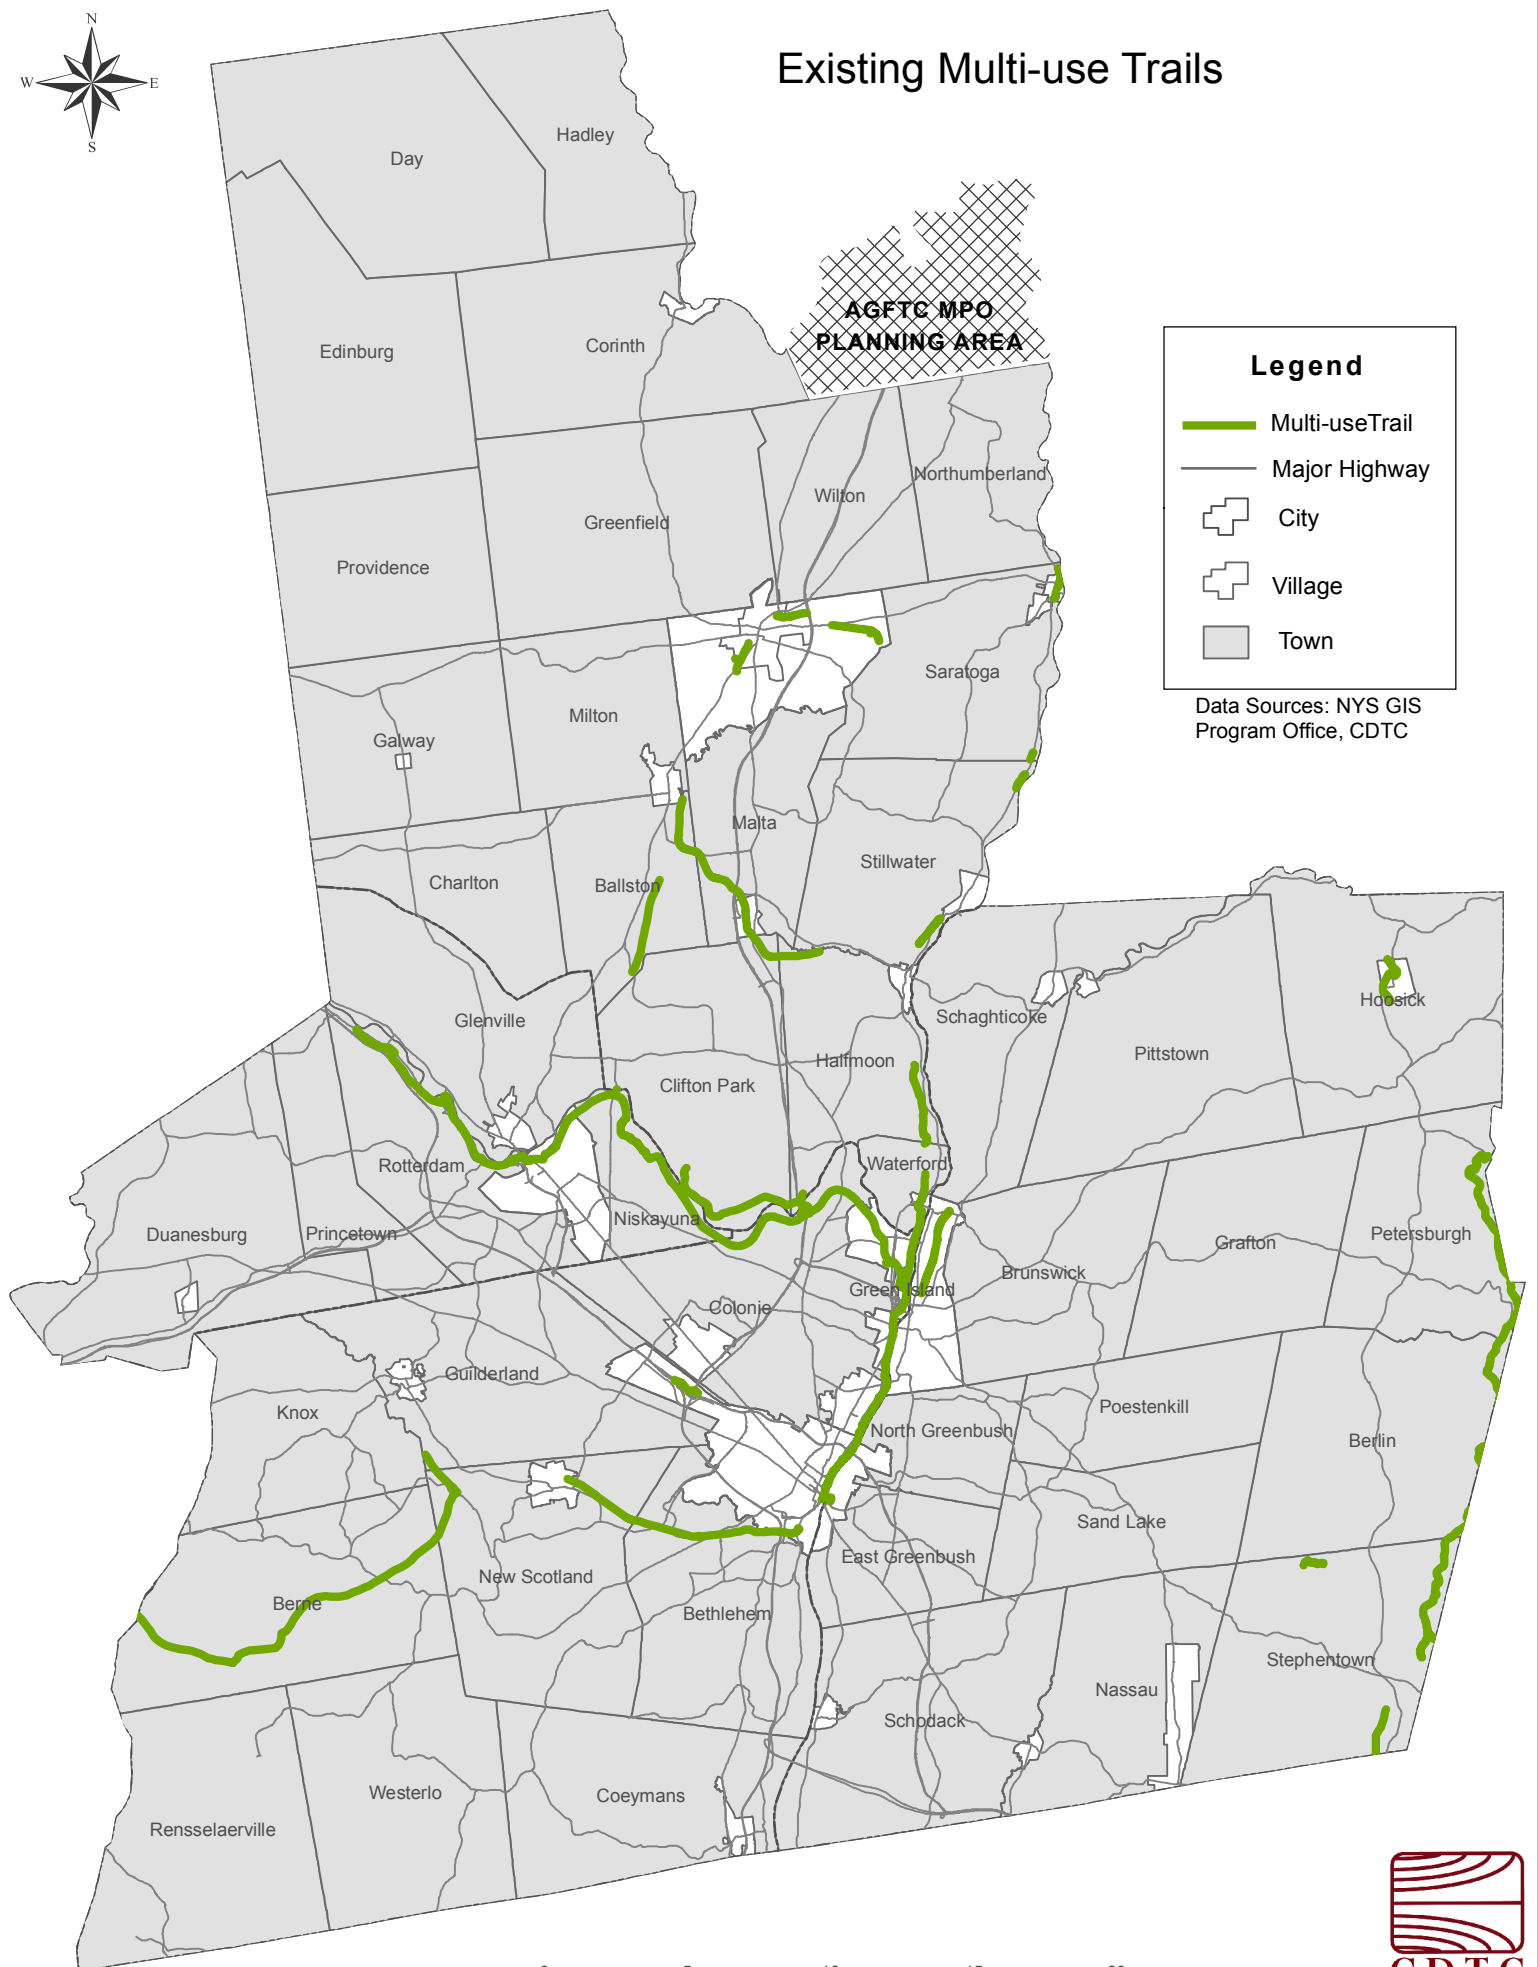 N
W
E
S
Existing Multi-use Trails
Day
Hadley
AGFTC MPO
PLANNING AREA
Edinburg
Corinth
Legend
Multi-useTrail
Major Highway
City
Village
Town
Data Sources: NYS GIS
Program Office, CDTC
Northumberland
Wilton
Greenfield
Providence
Saratoga
Milton
Galway
Malta
Stillwater
Charlton
Ballston
Hoosick
Schaghticoke
Glenville
Pittstown
Halfmoon
Clifton Park
Waterford
Rotterdam
Niskayuna
Duanesburg
Princetown
Petersburgh
Grafton
Brunswick
Green Island
Colonie
Guilderland
Knox
Poestenkill
North Greenbush
Berlin
Sand Lake
East Greenbush
New Scotland
Berne
Bethlehem
Stephentown
Nassau
Schodack
Westerlo
Coeymans
Rensselaerville
CDTC